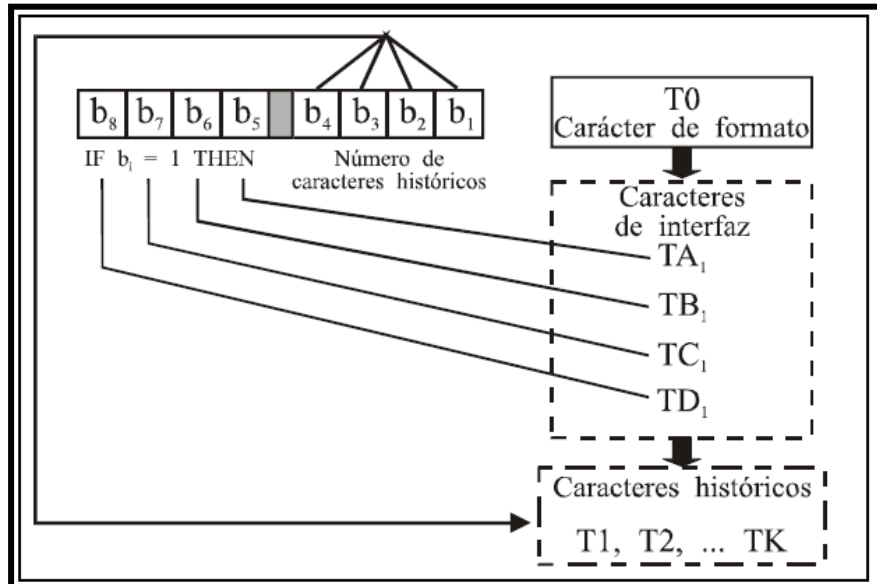 b₈ b₇ b₆ b₅ b₄ b₃ b₂ b₁
IF bᵢ = 1 THEN
Número de
caracteres históricos
T0
Carácter de formato
Caracteres
de interfaz
TA₁
TB₁
TC₁
TD₁
Caracteres históricos
T1, T2, ... TK